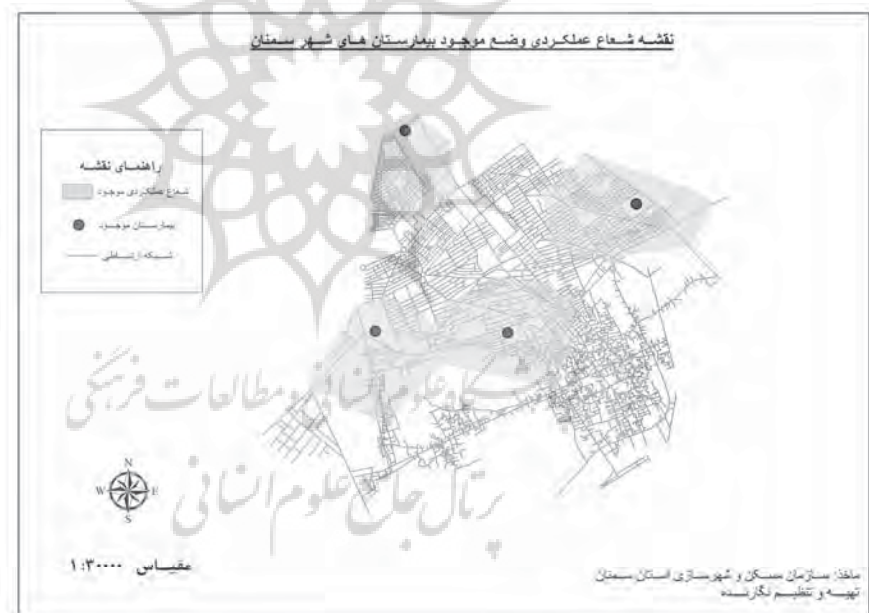 نقشه شعاع عملکردی وضع موجود بیمارستان های شهر سمنان
راهنمای نقشه
شعاع عملکردی موجود
بیمارستان موجود
شبکه ارتباطی
پژوهشگاه علوم انسانی و مطالعات فرهنگی
پرتال جامع علوم انسانی
N
W E
S
مقیاس ۱:۳۰۰۰۰
ماخذ: سازمان مسکن و شهرسازی استان سمنان
تهیه و تنظیم نگارنده